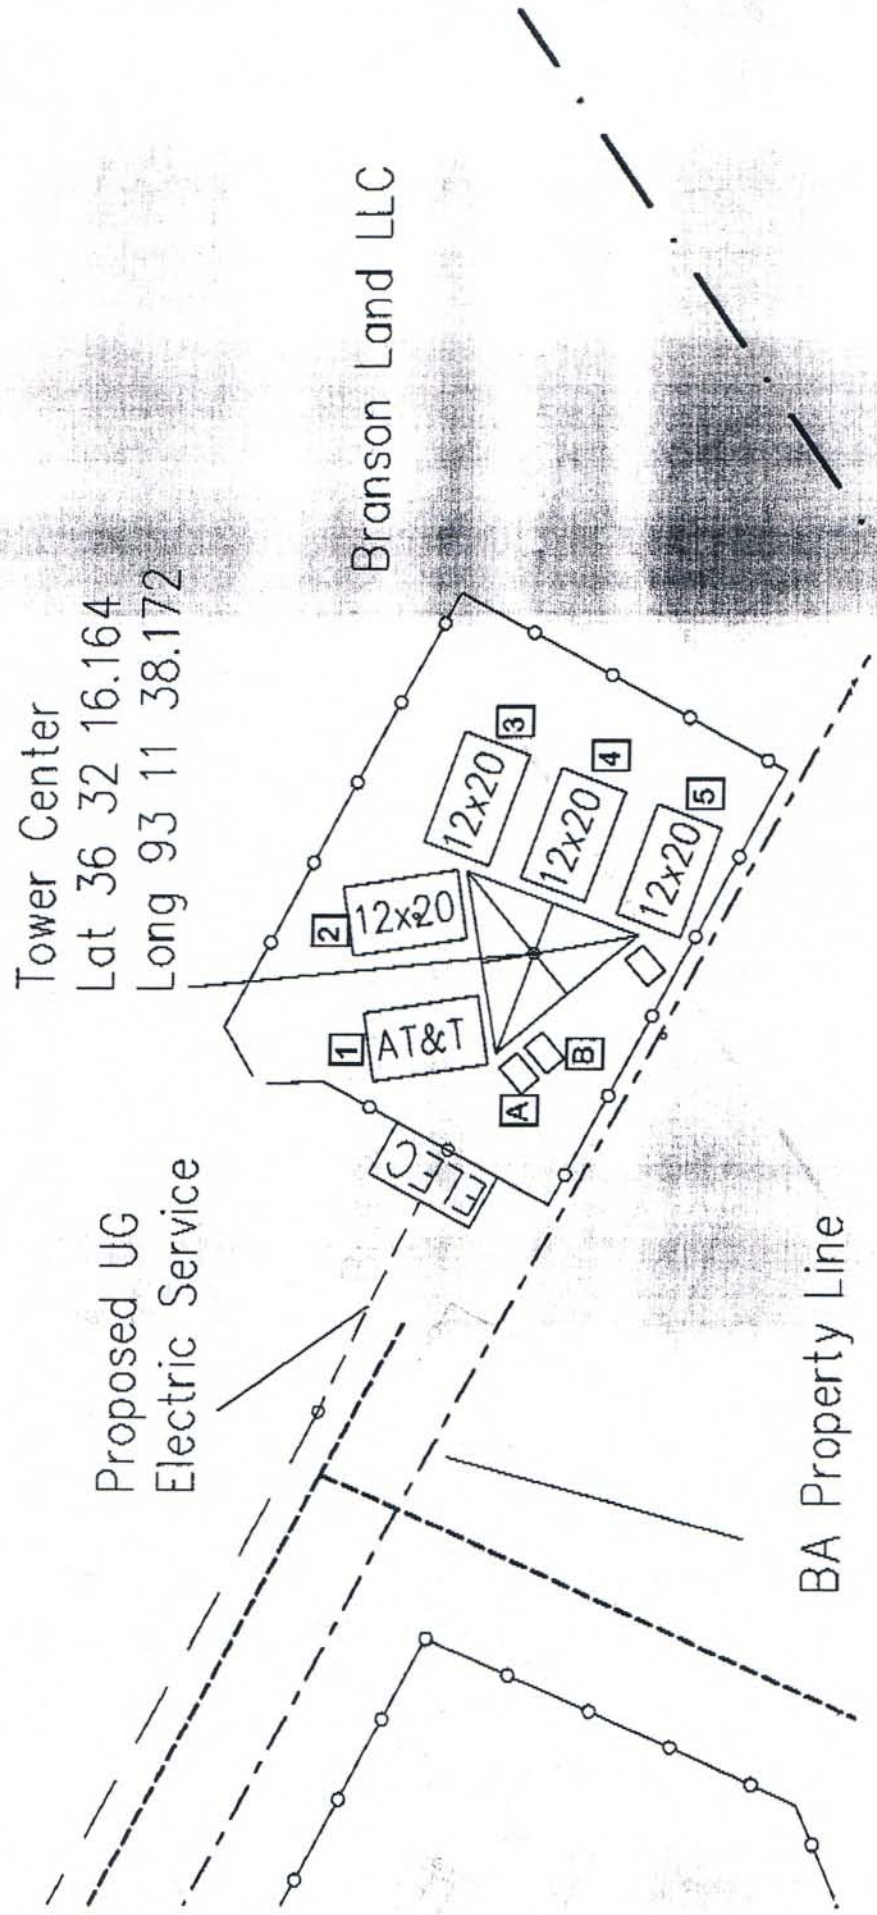 Tower Center
Lat 36 32 16.164
Long 93 11 38.172
Proposed UG
Electric Service
Branson Land LLC
1
AT&T
2
12x20
3
12x20
4
12x20
5
12x20
A
B
ELEC
BA Property Line